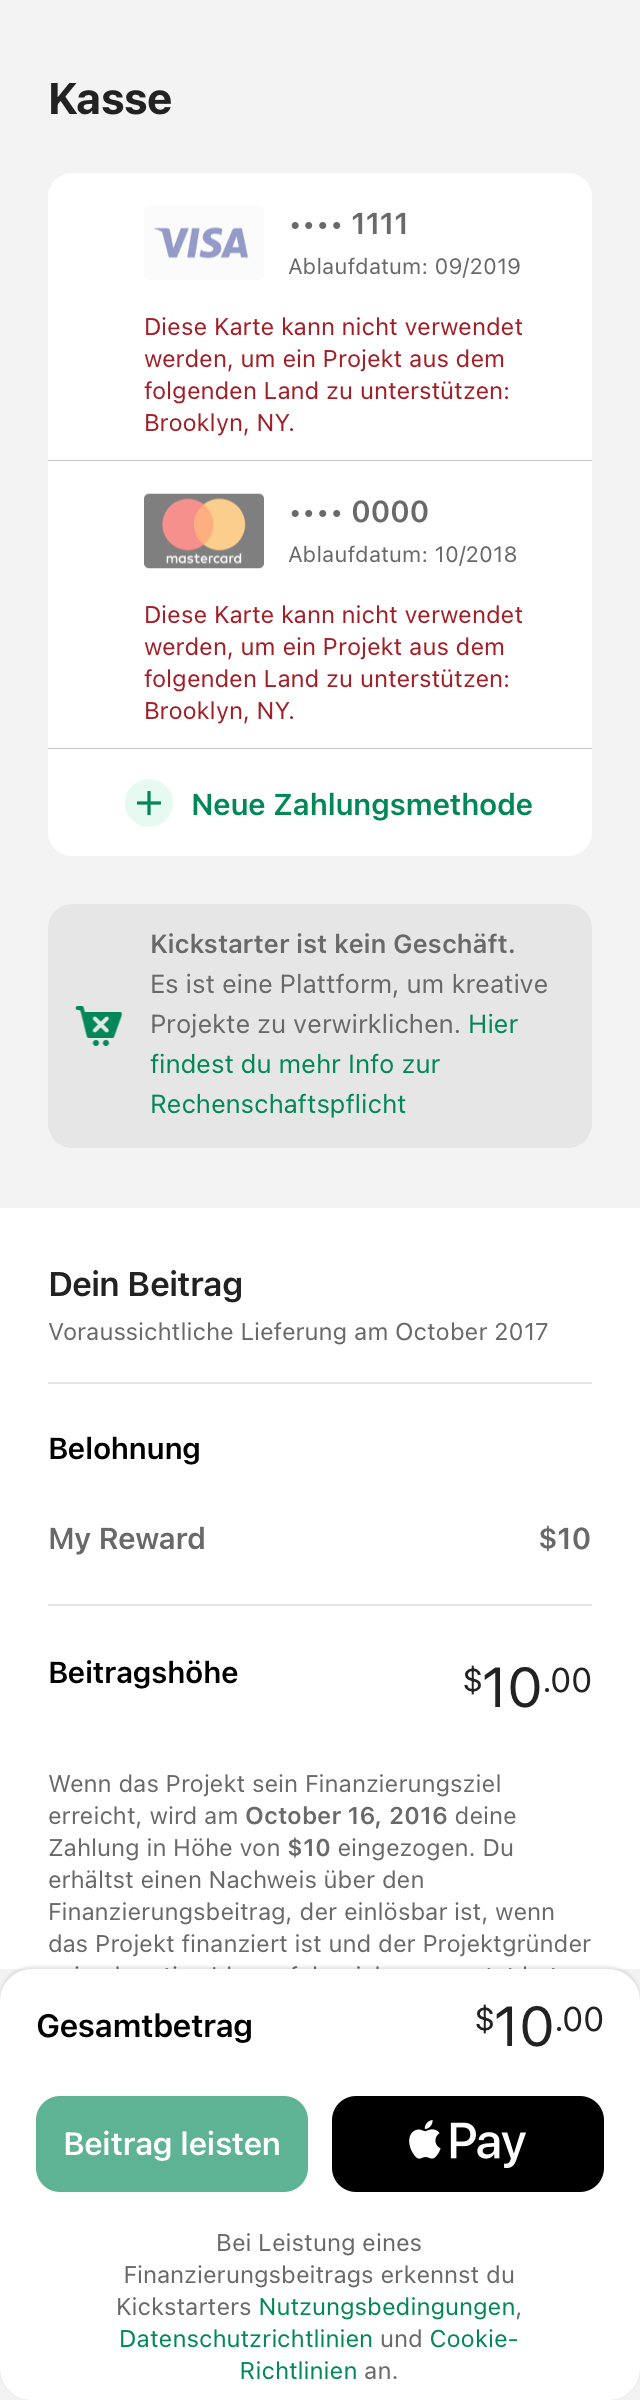 Kasse
VISA
•••• 1111
Ablaufdatum: 09/2019
Diese Karte kann nicht verwendet
werden, um ein Projekt aus dem
folgenden Land zu unterstützen:
Brooklyn, NY.
mastercard
•••• 0000
Ablaufdatum: 10/2018
Diese Karte kann nicht verwendet
werden, um ein Projekt aus dem
folgenden Land zu unterstützen:
Brooklyn, NY.
Neue Zahlungsmethode
Kickstarter ist kein Geschäft.
Es ist eine Plattform, um kreative
Projekte zu verwirklichen. Hier
findest du mehr Info zur
Rechenschaftspflicht
Dein Beitrag
Voraussichtliche Lieferung am October 2017
Belohnung
My Reward $10
Beitragshöhe $10.00
Wenn das Projekt sein Finanzierungsziel
erreicht, wird am October 16, 2016 deine
Zahlung in Höhe von $10 eingezogen. Du
erhältst einen Nachweis über den
Finanzierungsbeitrag, der einlösbar ist, wenn
das Projekt finanziert ist und der Projektgründer
Gesamtbetrag $10.00
Beitrag leisten
Pay
Bei Leistung eines
Finanzierungsbeitrags erkennst du
Kickstarters Nutzungsbedingungen,
Datenschutzrichtlinien und Cookie-
Richtlinien an.